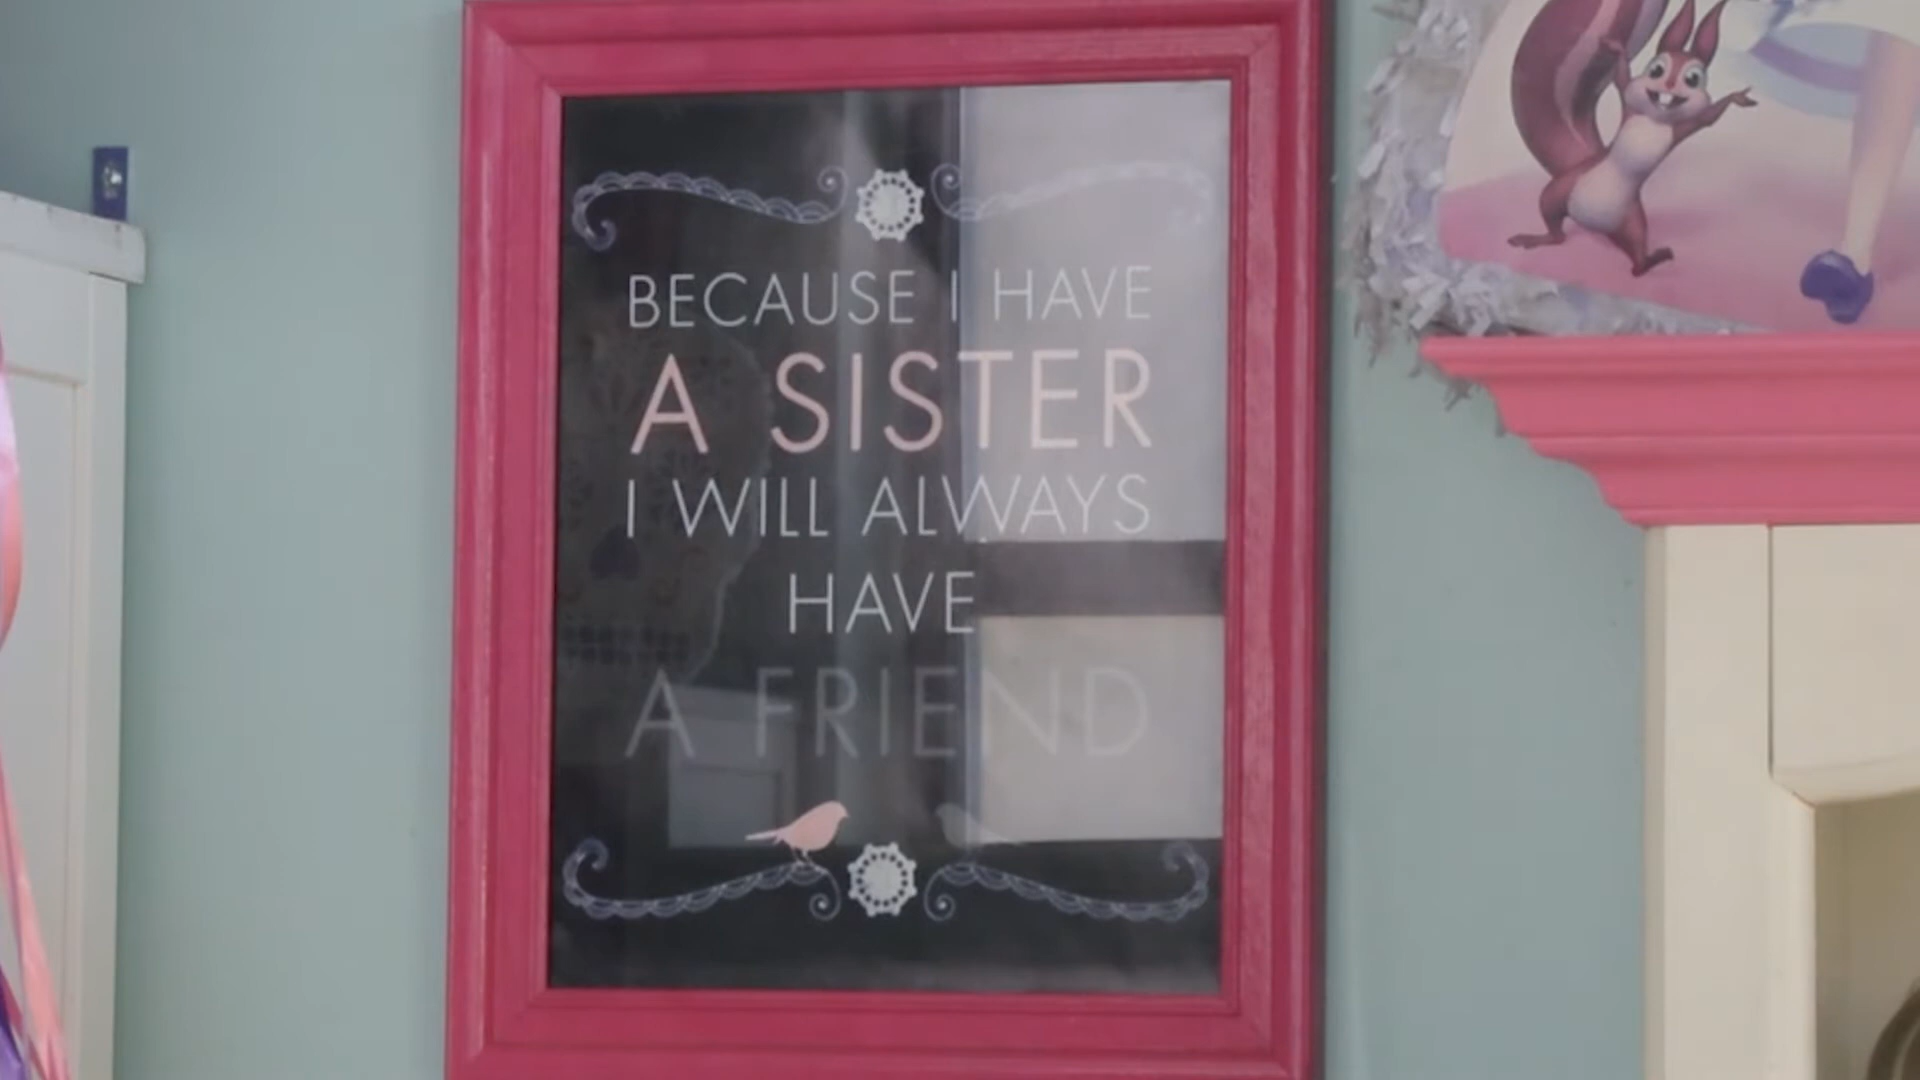 BECAUSE I HAVE
A SISTER
I WILL ALWAYS
HAVE
A FRIEND